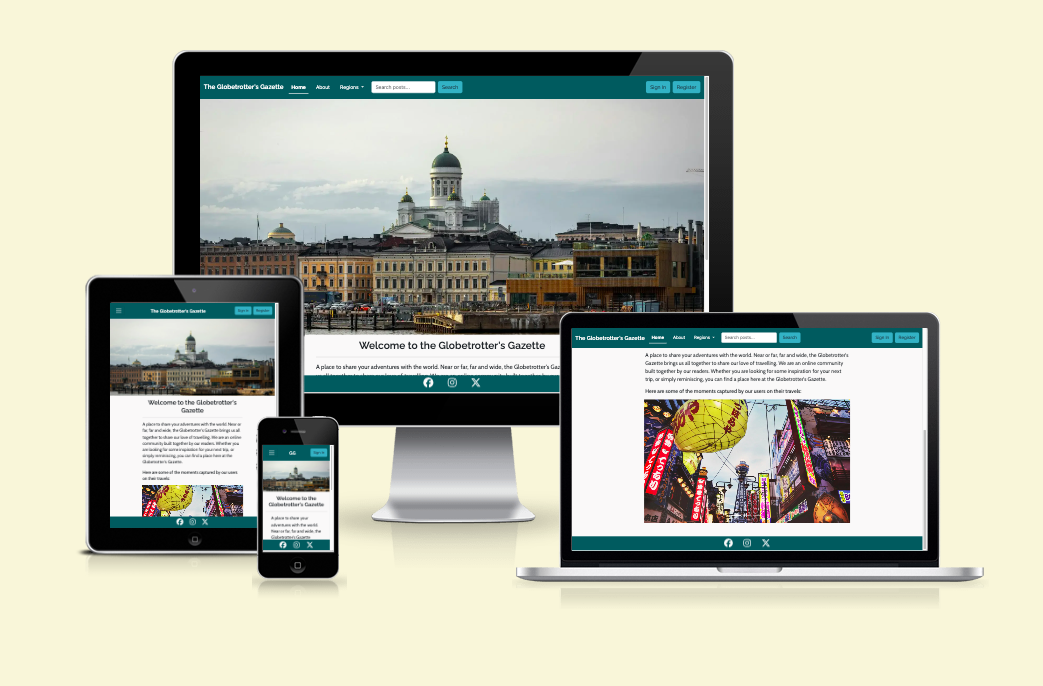 The Globetrotter's Gazette Home About Regions Search posts... Search Sign In Register
Welcome to the Globetrotter's Gazette
A place to share your adventures with the world. Near or far, far and wide, the Globetrotter's Gaz
The Globetrotter's Gazette Sign In Register
Welcome to the Globetrotter's
Gazette
A place to share your adventures with the world. Near or
far, far and wide, the Globetrotter's Gazette brings us all
together to share our love of travelling. We are an online
community built together by our readers. Whether you
are looking for some inspiration for your next trip, or
simply reminiscing, you can find a place here at the
Globetrotter's Gazette.
Here are some of the moments captured by our users
on their travels:
GG Sign In
Welcome to the
Globetrotter's Gazette
A place to share your
adventures with the world.
Near or far, far and wide, the
Globetrotter's Gazette
The Globetrotter's Gazette Home About Regions Search posts... Search Sign In Register
A place to share your adventures with the world. Near or far, far and wide, the Globetrotter's
Gazette brings us all together to share our love of travelling. We are an online community
built together by our readers. Whether you are looking for some inspiration for your next
trip, or simply reminiscing, you can find a place here at the Globetrotter's Gazette.
Here are some of the moments captured by our users on their travels: